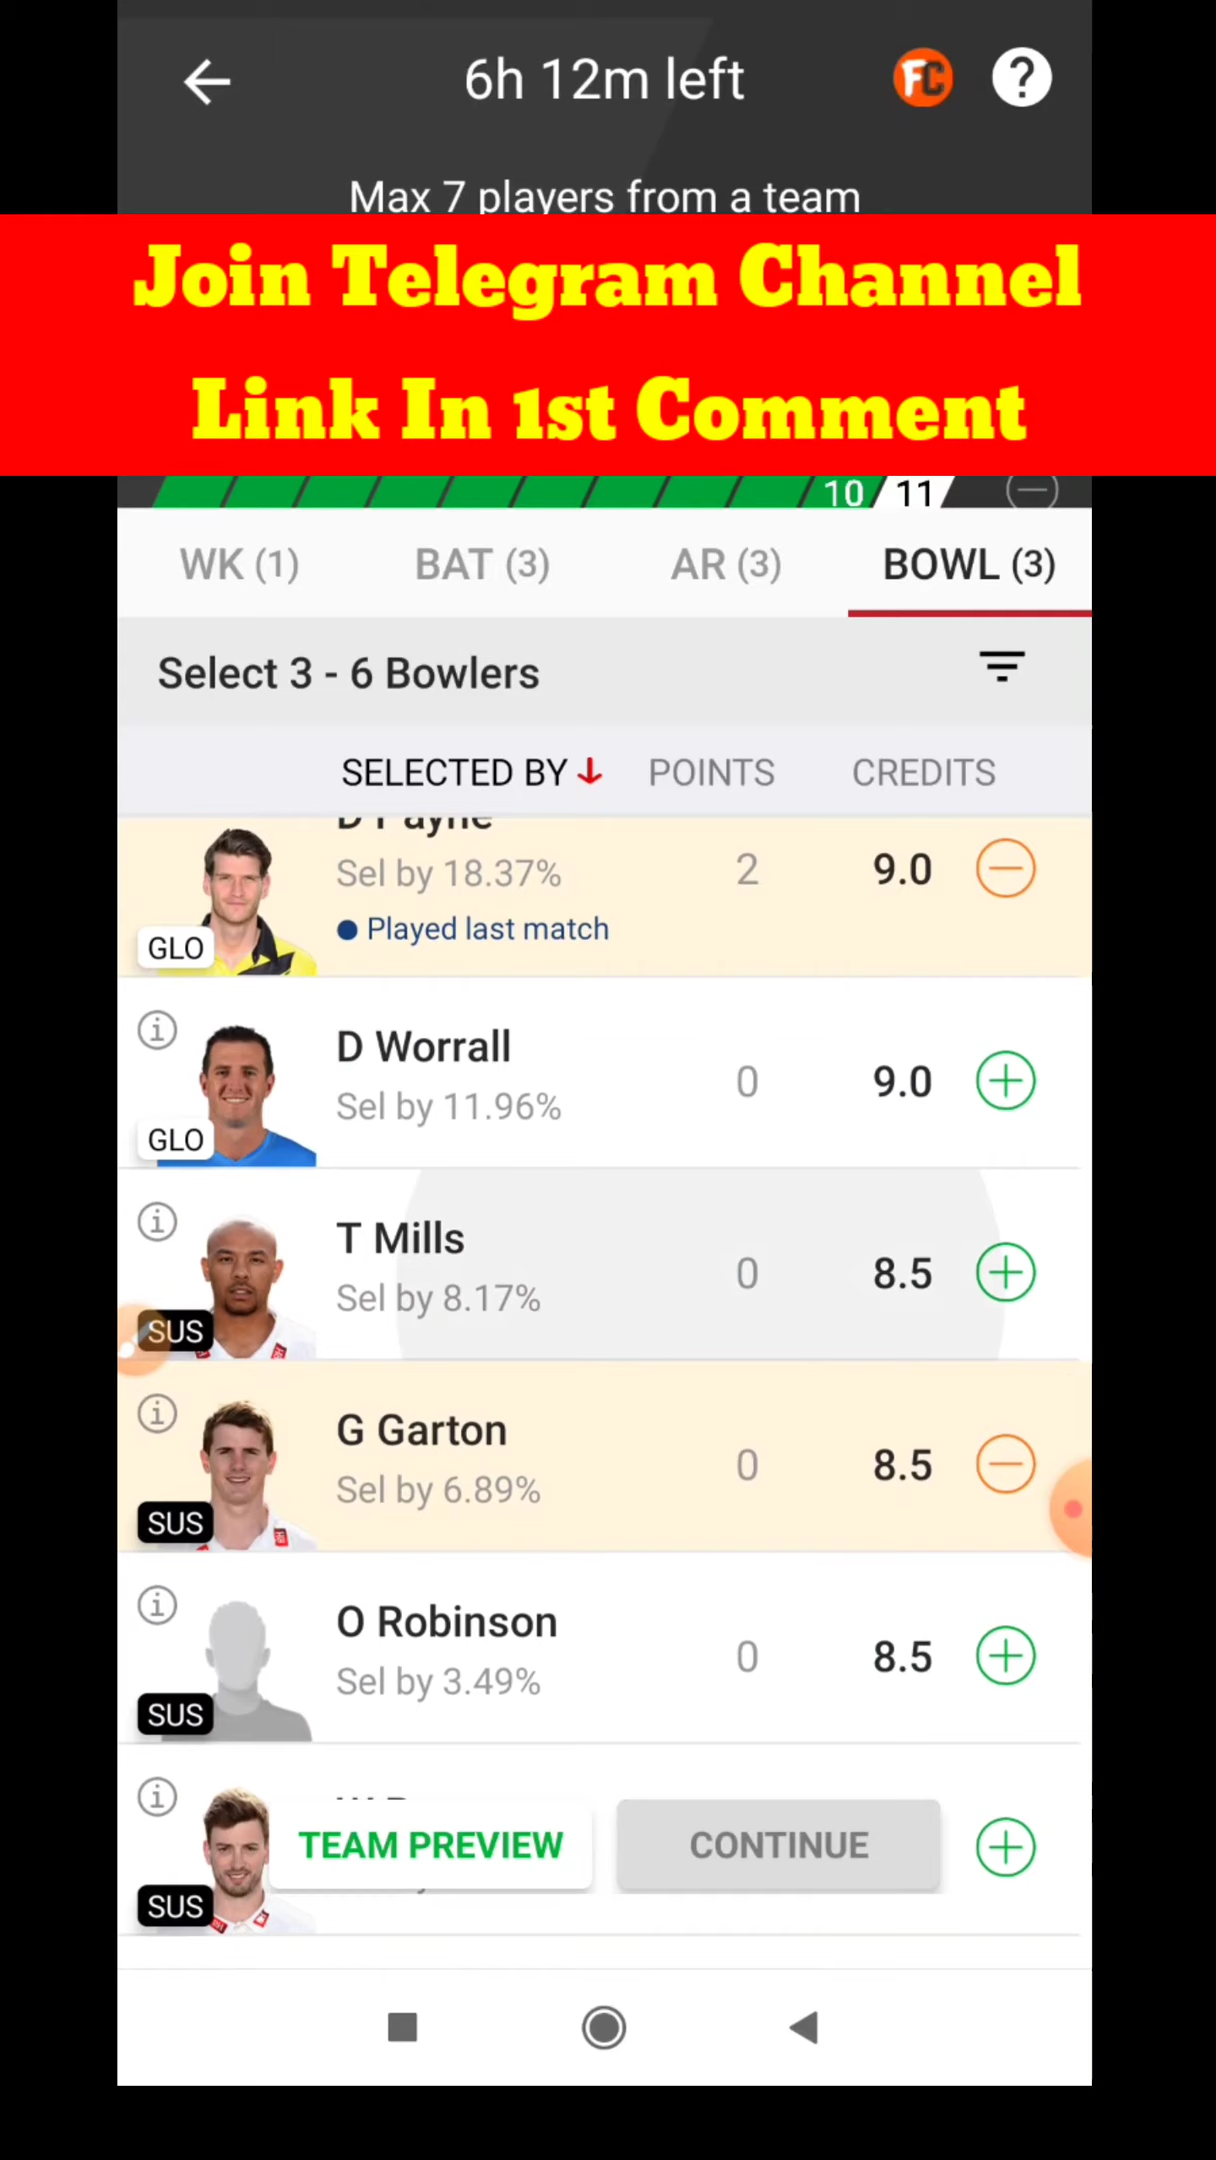 6h 12m left
FC
?
Max 7 players from a team
Join Telegram Channel
Link In 1st Comment
10 11
WK (1) BAT (3) AR (3) BOWL (3)
Select 3 - 6 Bowlers
SELECTED BY POINTS CREDITS
D Payne
Sel by 18.37% 2 9.0
Played last match
GLO
D Worrall
Sel by 11.96% 0 9.0
GLO
T Mills
Sel by 8.17% 0 8.5
SUS
G Garton
Sel by 6.89% 0 8.5
SUS
O Robinson
Sel by 3.49% 0 8.5
SUS
TEAM PREVIEW CONTINUE
SUS